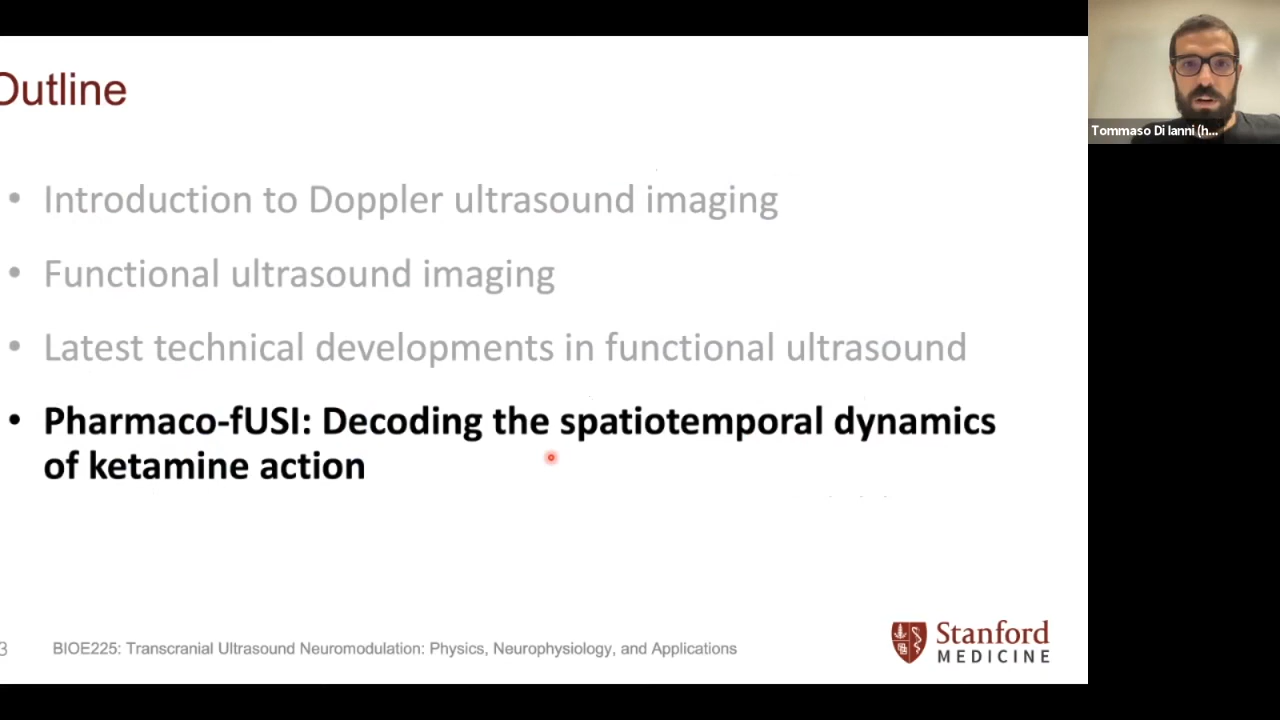 Outline
Tommaso Di Ianni (h...
• Introduction to Doppler ultrasound imaging
• Functional ultrasound imaging
• Latest technical developments in functional ultrasound
• Pharmaco-fUSI: Decoding the spatiotemporal dynamics
of ketamine action
3
BIOE225: Transcranial Ultrasound Neuromodulation: Physics, Neurophysiology, and Applications
Stanford
MEDICINE